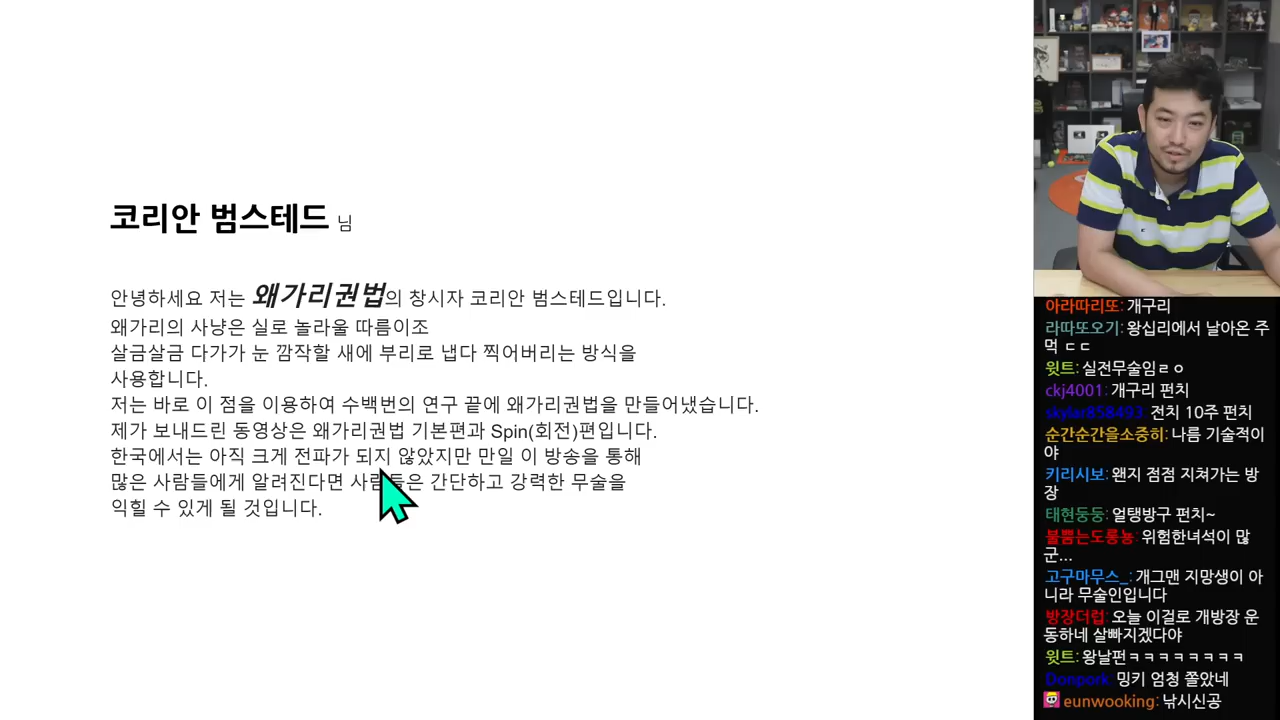 코리안 범스테드 님
안녕하세요 저는 왜가리권법의 창시자 코리안 범스테드입니다.
왜가리의 사냥은 실로 놀라울 따름이조
살금살금 다가가 눈 깜작할 새에 부리로 냅다 찍어버리는 방식을
사용합니다.
저는 바로 이 점을 이용하여 수백번의 연구 끝에 왜가리권법을 만들어냈습니다.
제가 보내드린 동영상은 왜가리권법 기본편과 Spin(회전)편입니다.
한국에서는 아직 크게 전파가 되지 않았지만 만일 이 방송을 통해
많은 사람들에게 알려진다면 사람들은 간단하고 강력한 무술을
익힐 수 있게 될 것입니다.
아라따리또: 개구리
라따또오기: 왕십리에서 날아온 주
먹 ㄷㄷ
윗트: 실전무술임ㄹㅇ
ckj4001: 개구리 펀치
skylar858493: 전치 10주 펀치
순간순간을소중히: 나름 기술적이
야
키리시보: 왠지 점점 지쳐가는 방
장
태현둥둥: 얼탱방구 펀치~
불뿜는도롱뇽: 위험한녀석이 많
군...
고구마무스_: 개그맨 지망생이 아
니라 무술인입니다
방장더럽: 오늘 이걸로 개방장 운
동하네 살빠지겠다야
윗트: 왕날펀ㅋㅋㅋㅋㅋㅋㅋㅋ
Donpork: 밍키 엄청 쫄았네
eunwooking: 낚시신공